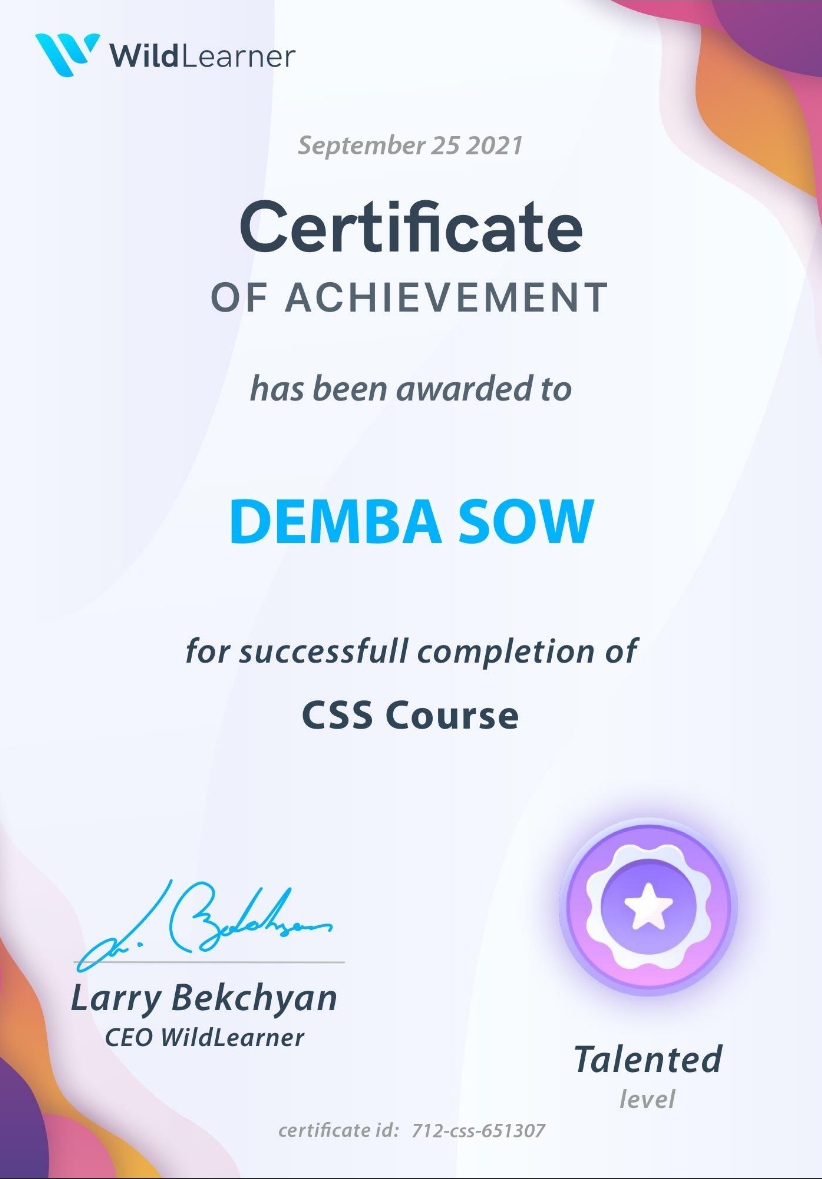 WildLearner
September 25 2021
Certificate
OF ACHIEVEMENT
has been awarded to
DEMBA SOW
for successfull completion of
CSS Course
L. Bekchyan
Larry Bekchyan
CEO WildLearner
Talented
level
certificate id: 712-css-651307